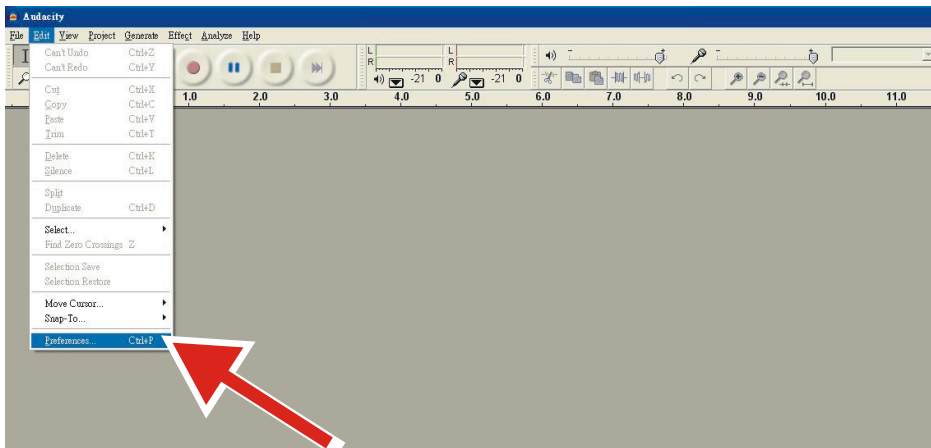 Audacity
File Edit View Project Generate Effect Analyze Help
Can't Undo Ctrl+Z
Can't Redo Ctrl+Y
Cut Ctrl+X
Copy Ctrl+C
Paste Ctrl+V
Trim Ctrl+T
Delete Ctrl+K
Silence Ctrl+L
Split
Duplicate Ctrl+D
Select...
Find Zero Crossings Z
Selection Save
Selection Restore
Move Cursor...
Snap-To...
Preferences... Ctrl+P
L L
R R
-21 0 -21 0
1.0 2.0 3.0 4.0 5.0 6.0 7.0 8.0 9.0 10.0 11.0